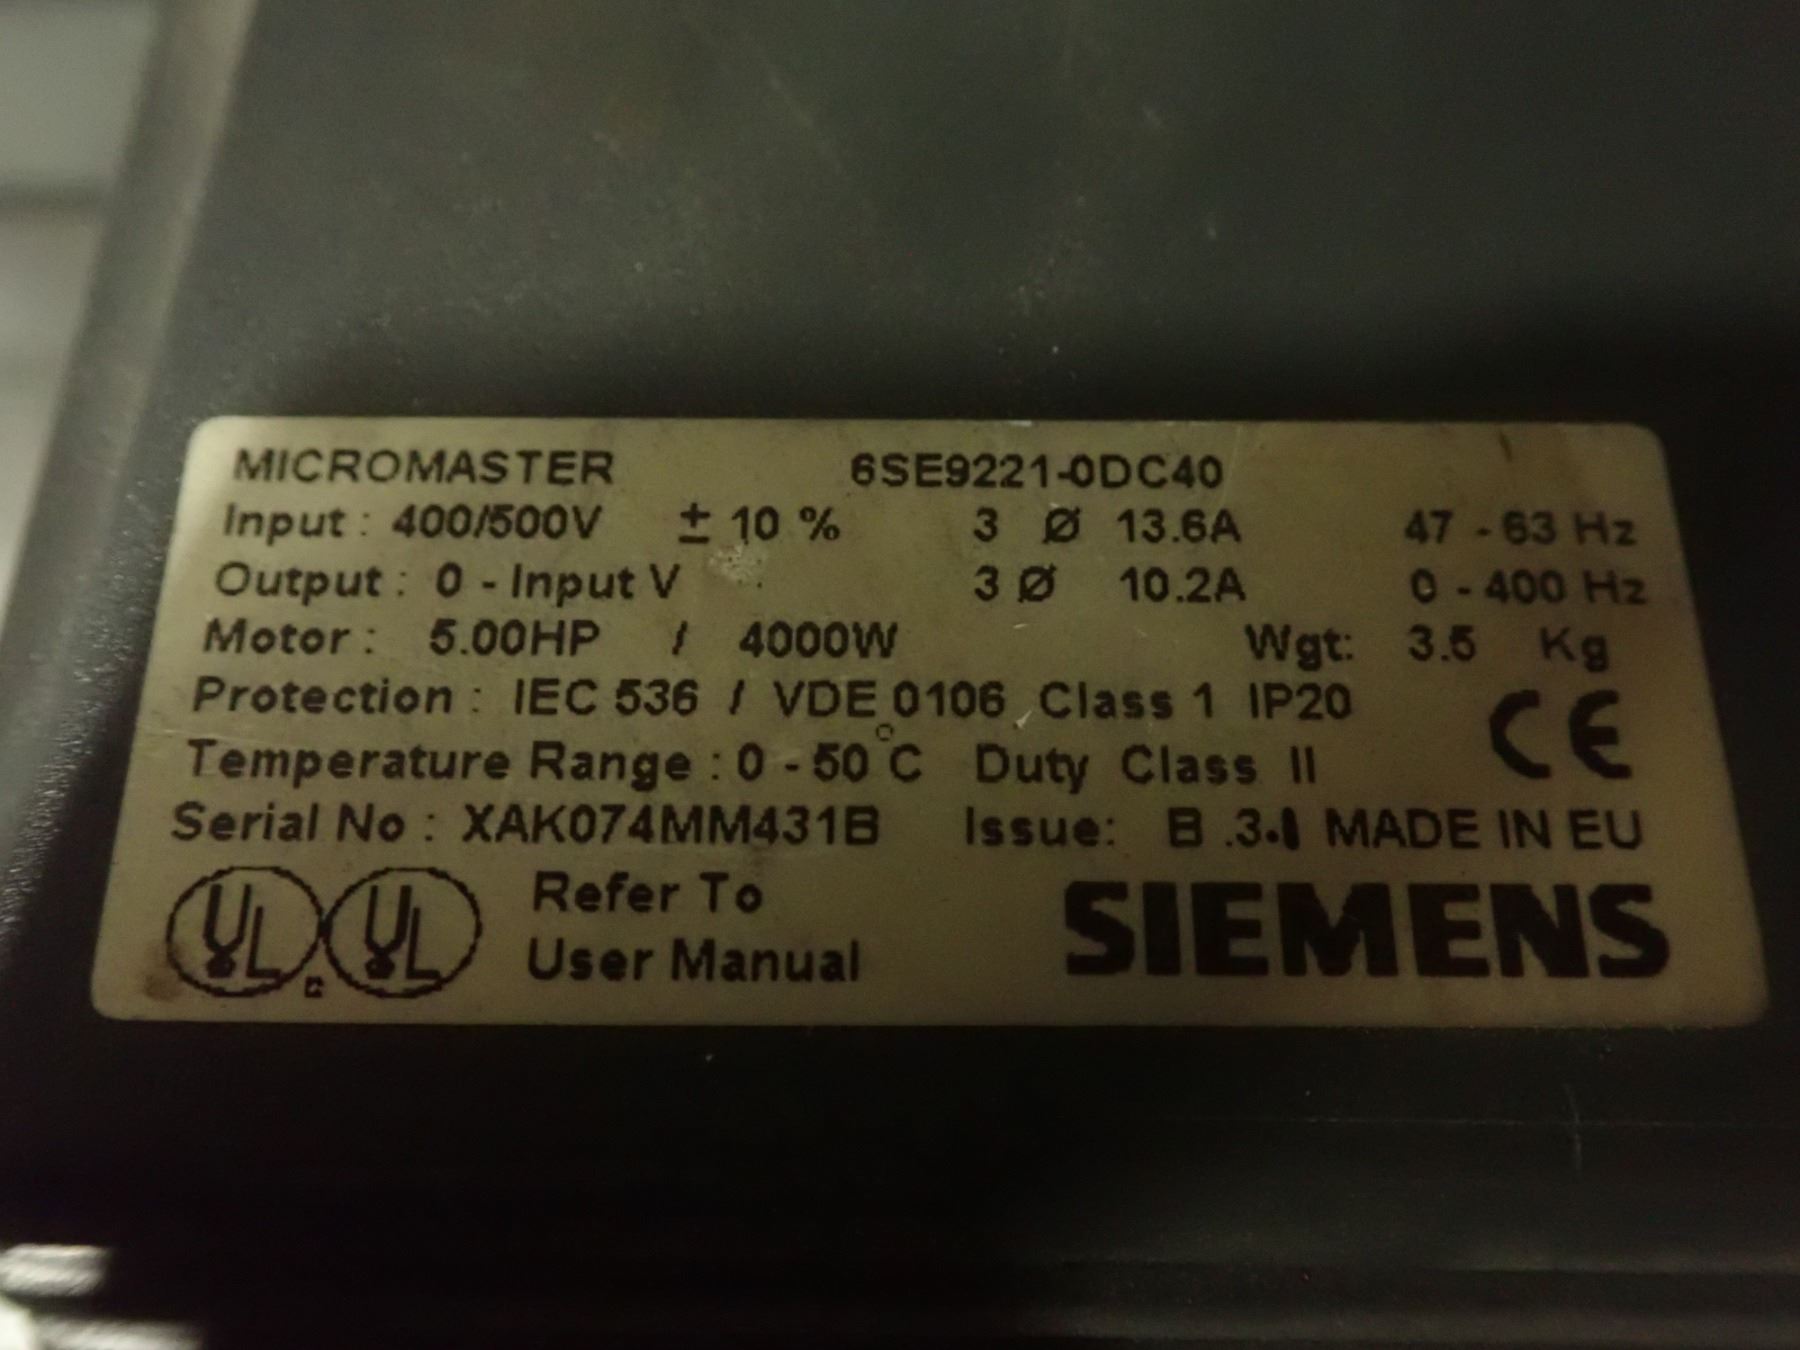 MICROMASTER 6SE9221-0DC40
Input : 400/500V ± 10 % 3 Ø 13.6A 47 - 63 Hz
Output : 0 - Input V 3 Ø 10.2A 0 - 400 Hz
Motor : 5.00HP / 4000W Wgt: 3.5 Kg
Protection : IEC 536 / VDE 0106 Class 1 IP20
CE
Temperature Range : 0 - 50°C Duty Class II
Serial No : XAK074MM431B Issue: B .3.1 MADE IN EU
UL c UL Refer To
User Manual
SIEMENS